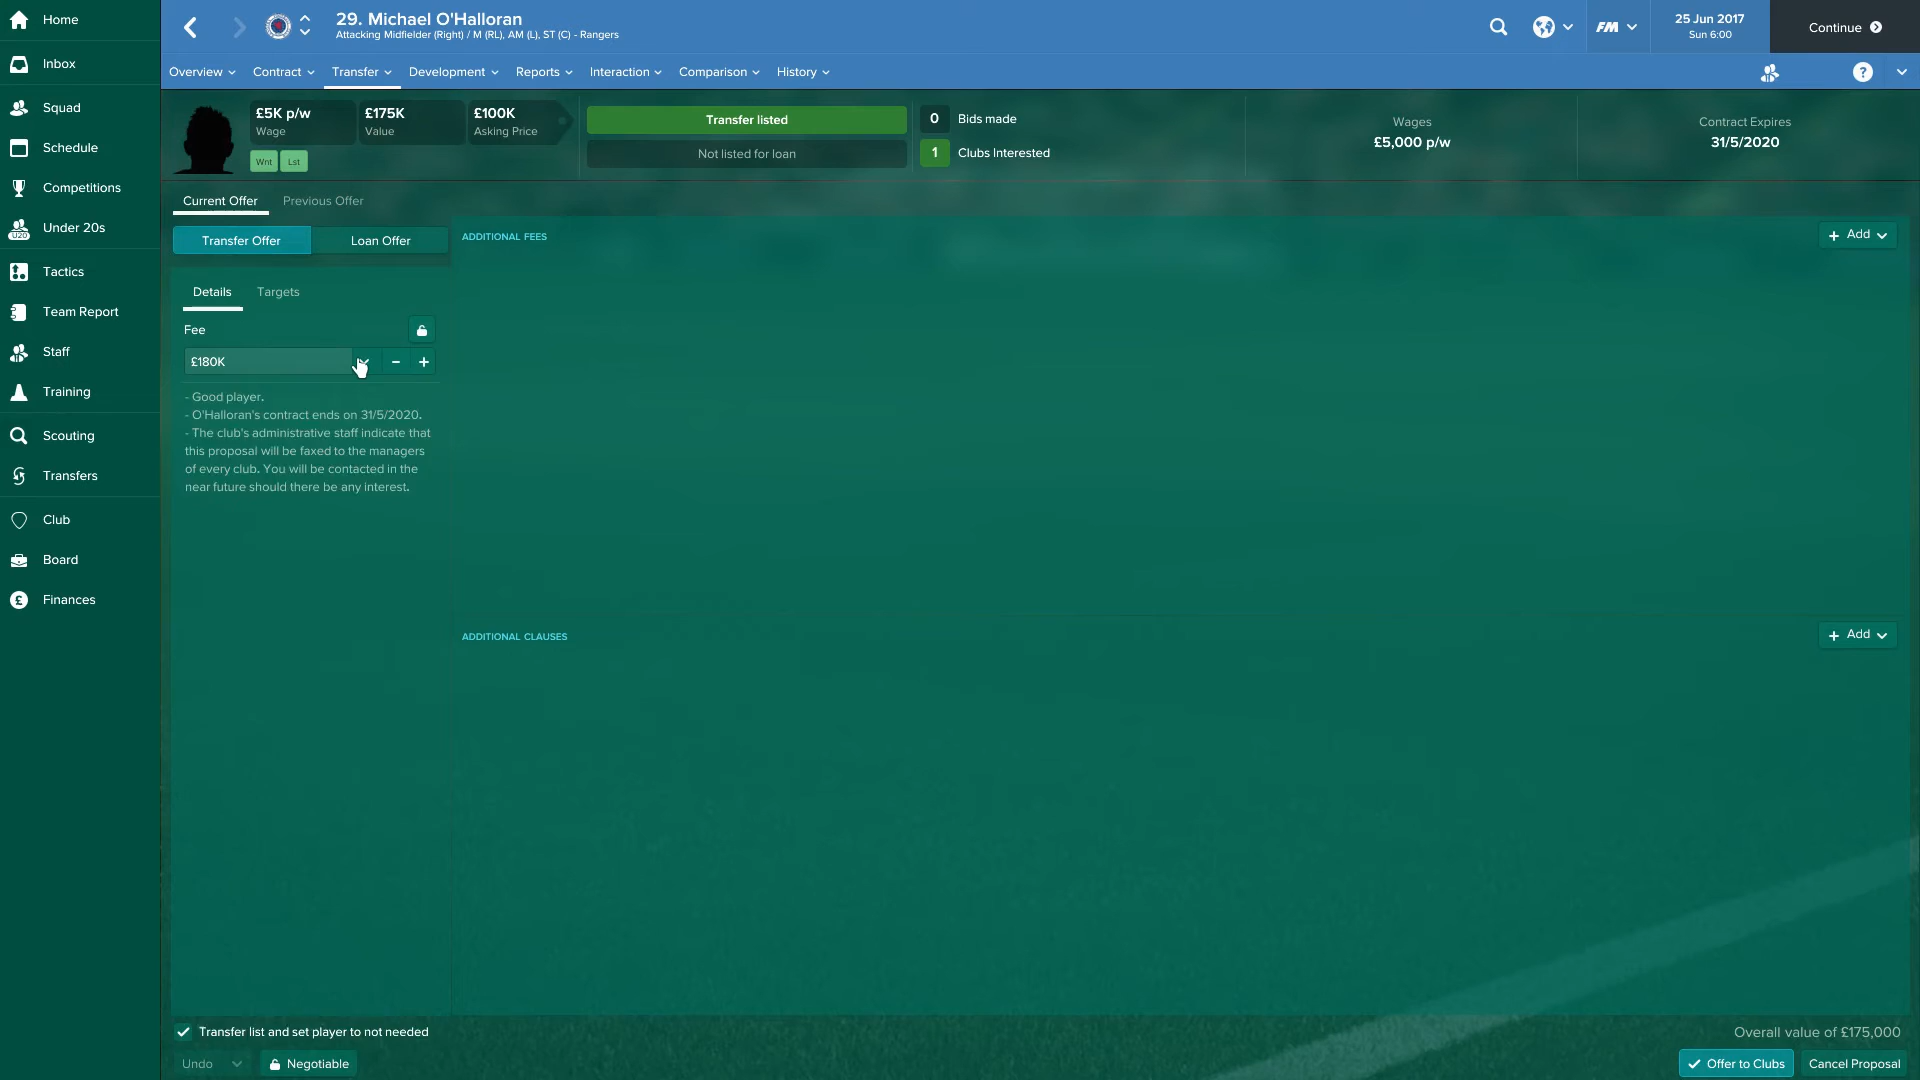 Home
Inbox
Squad
Schedule
Competitions
U20
Under 20s
Tactics
Team Report
Staff
Training
Scouting
Transfers
Club
Board
£ Finances
29. Michael O'Halloran
Attacking Midfielder (Right) / M (RL), AM (L), ST (C) - Rangers
FM
25 Jun 2017
Sun 6:00
Continue
Overview
Contract
Transfer
Development
Reports
Interaction
Comparison
History
?
£5K p/w
Wage
£175K
Value
£100K
Asking Price
Wnt
Lst
Transfer listed
Not listed for loan
0 Bids made
1 Clubs Interested
Wages
£5,000 p/w
Contract Expires
31/5/2020
Current Offer
Previous Offer
Transfer Offer
Loan Offer
ADDITIONAL FEES
+ Add
Details
Targets
Fee
£180K
- +
- Good player.
- O'Halloran's contract ends on 31/5/2020.
- The club's administrative staff indicate that
this proposal will be faxed to the managers
of every club. You will be contacted in the
near future should there be any interest.
ADDITIONAL CLAUSES
+ Add
Transfer list and set player to not needed
Overall value of £175,000
Undo
Negotiable
Offer to Clubs
Cancel Proposal